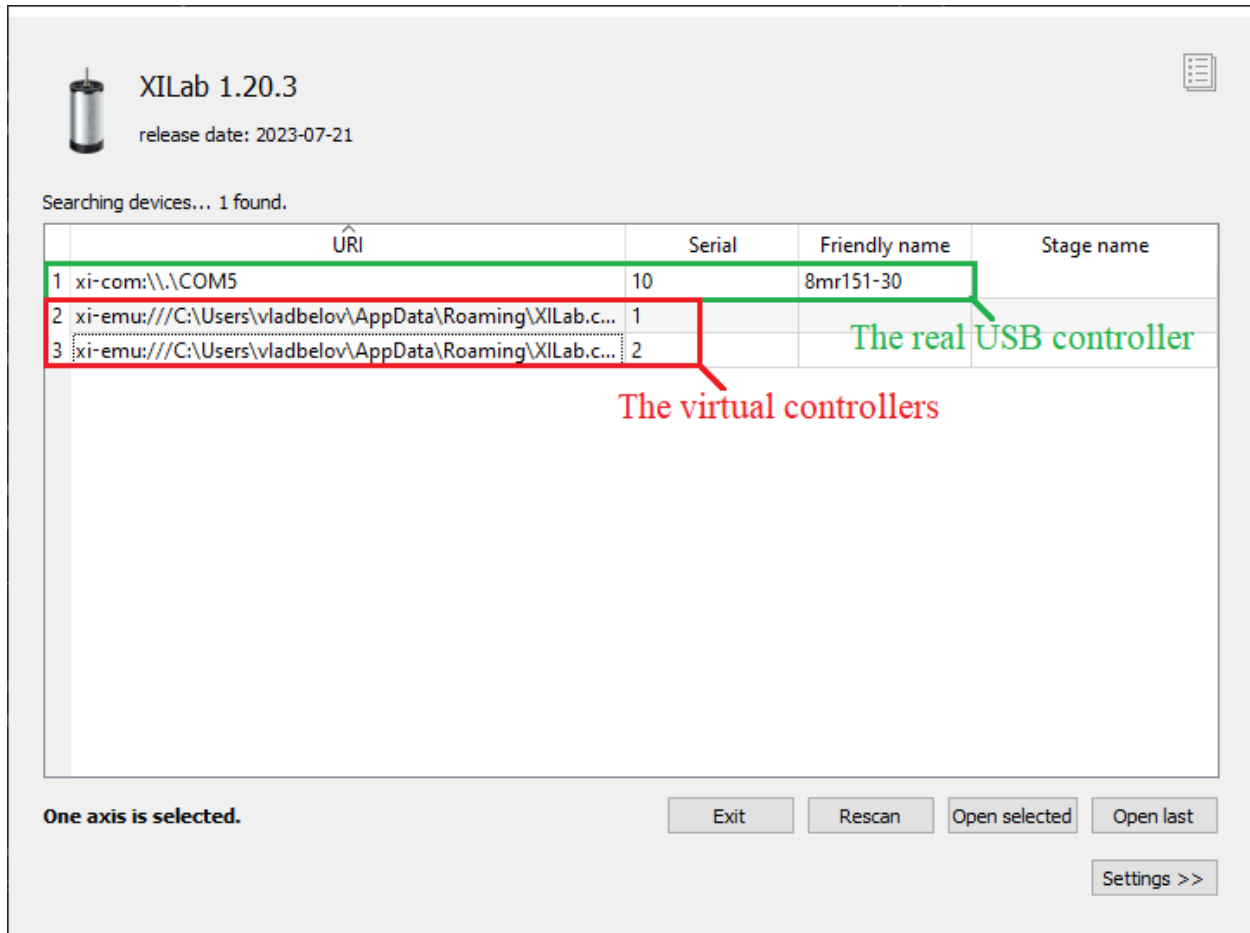 XILab 1.20.3
release date: 2023-07-21
Searching devices... 1 found.
URI Serial Friendly name Stage name
1 xi-com:\\.\COM5 10 8mr151-30
2 xi-emu:///C:\Users\vladbelov\AppData\Roaming\XILab.c... 1
3 xi-emu:///C:\Users\vladbelov\AppData\Roaming\XILab.c... 2
The real USB controller
The virtual controllers
One axis is selected.
Exit Rescan Open selected Open last
Settings >>